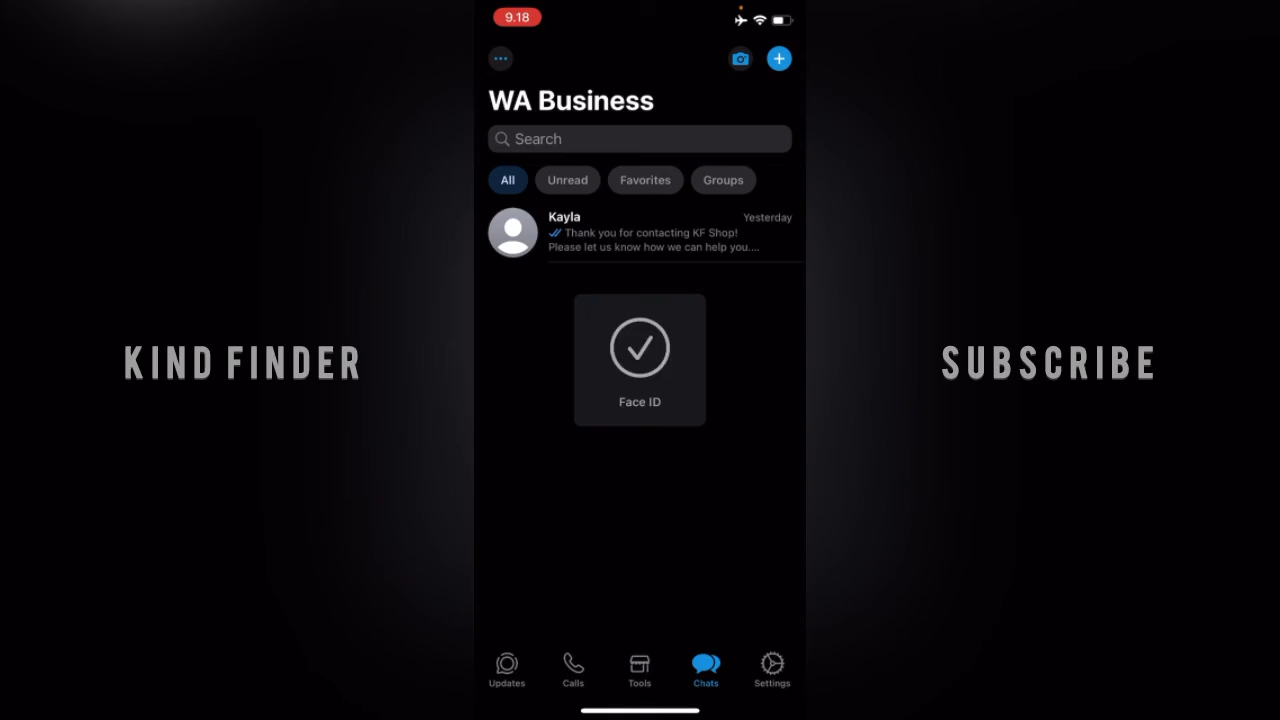 9.18
WA Business
Search
All
Unread
Favorites
Groups
Kayla
Yesterday
Thank you for contacting KF Shop!
Please let us know how we can help you....
Face ID
KIND FINDER
SUBSCRIBE
Updates
Calls
Tools
Chats
Settings